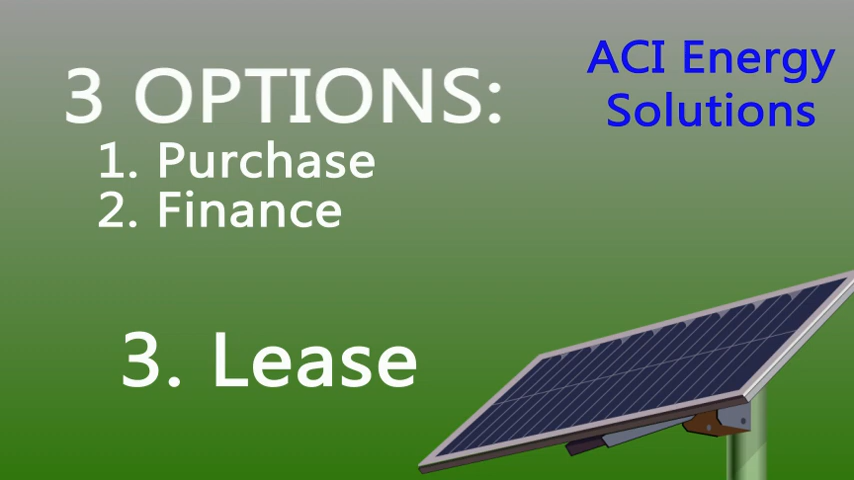 3 OPTIONS:
1. Purchase
2. Finance
3. Lease
ACI Energy
Solutions